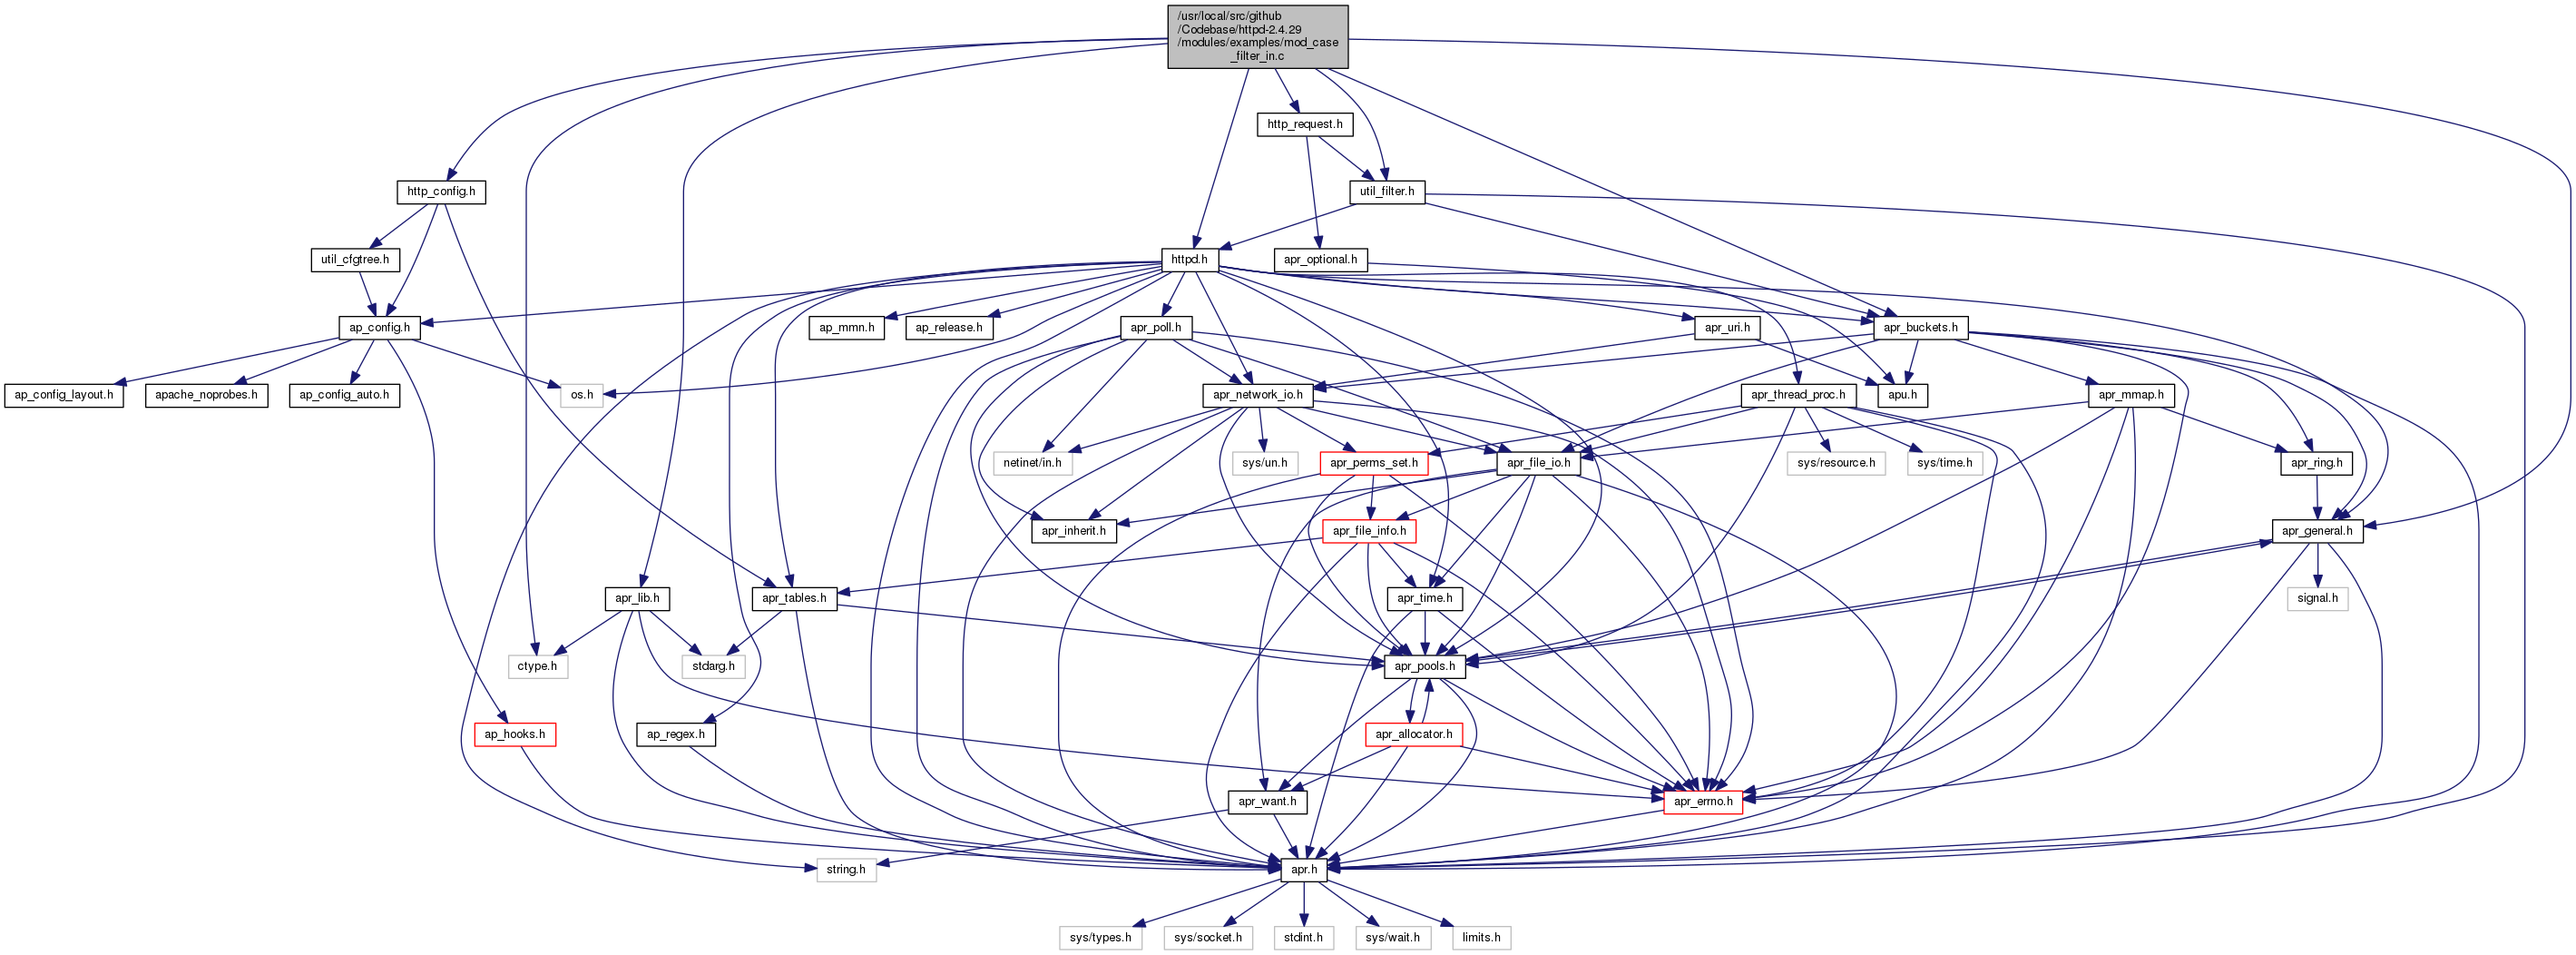 /usr/local/src/github
/Codebase/httpd-2.4.29
/modules/examples/mod_case
_filter_in.c
http_request.h
http_config.h
util_filter.h
util_cfgtree.h
httpd.h
apr_optional.h
ap_config.h
ap_mmn.h
ap_release.h
apr_poll.h
apr_uri.h
apr_buckets.h
ap_config_layout.h
apache_noprobes.h
ap_config_auto.h
os.h
apr_network_io.h
apr_thread_proc.h
apu.h
apr_mmap.h
netinet/in.h
sys/un.h
apr_perms_set.h
apr_file_io.h
sys/resource.h
sys/time.h
apr_ring.h
apr_inherit.h
apr_file_info.h
apr_general.h
apr_lib.h
apr_tables.h
apr_time.h
signal.h
ctype.h
stdarg.h
apr_pools.h
ap_hooks.h
ap_regex.h
apr_allocator.h
apr_want.h
apr_errno.h
string.h
apr.h
sys/types.h
sys/socket.h
stdint.h
sys/wait.h
limits.h